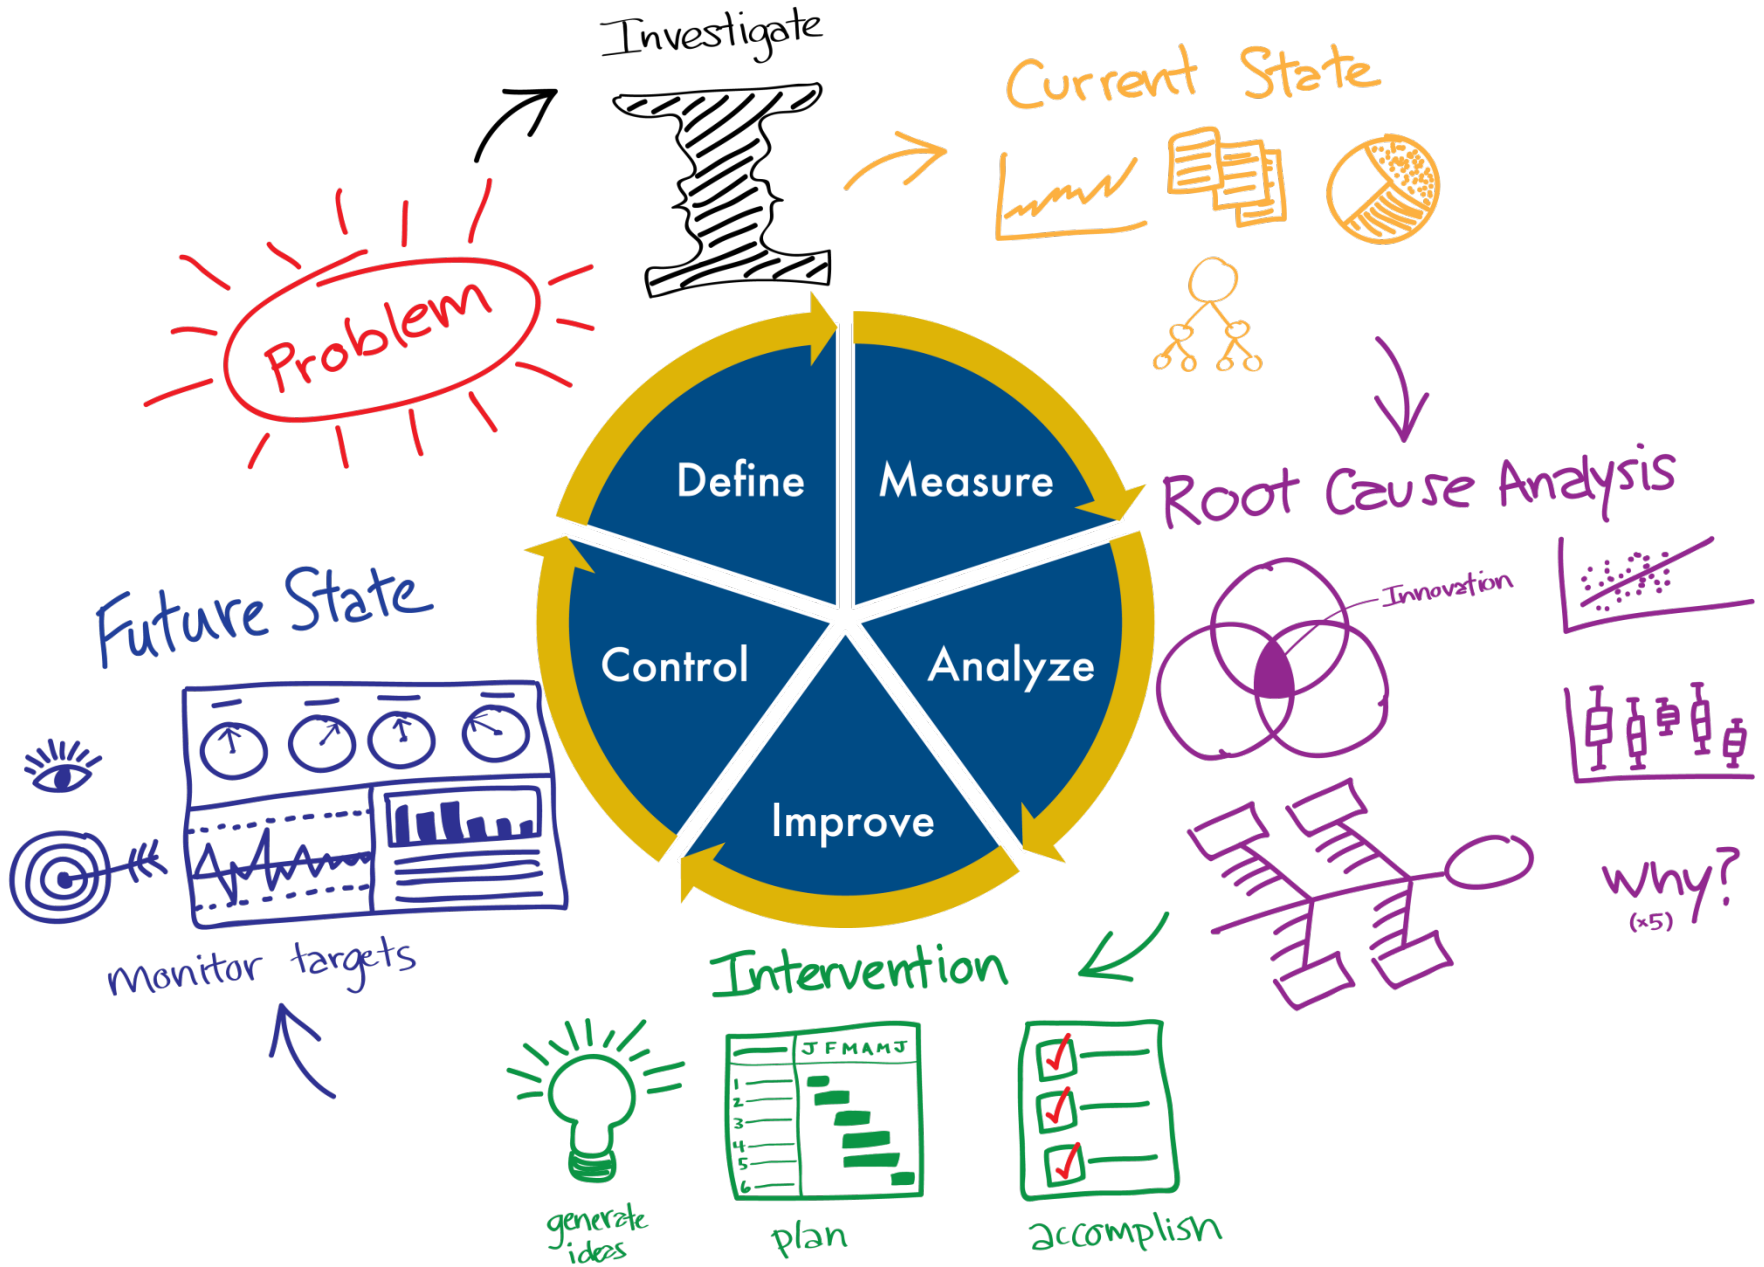 Investigate
Current State
Problem
Define
Measure
Root Cause Analysis
Innovation
Future State
Control
Analyze
Improve
Why?
(x5)
monitor targets
Intervention
J F M A M J
1
2
3
4
5
6
generate
ideas
plan
accomplish